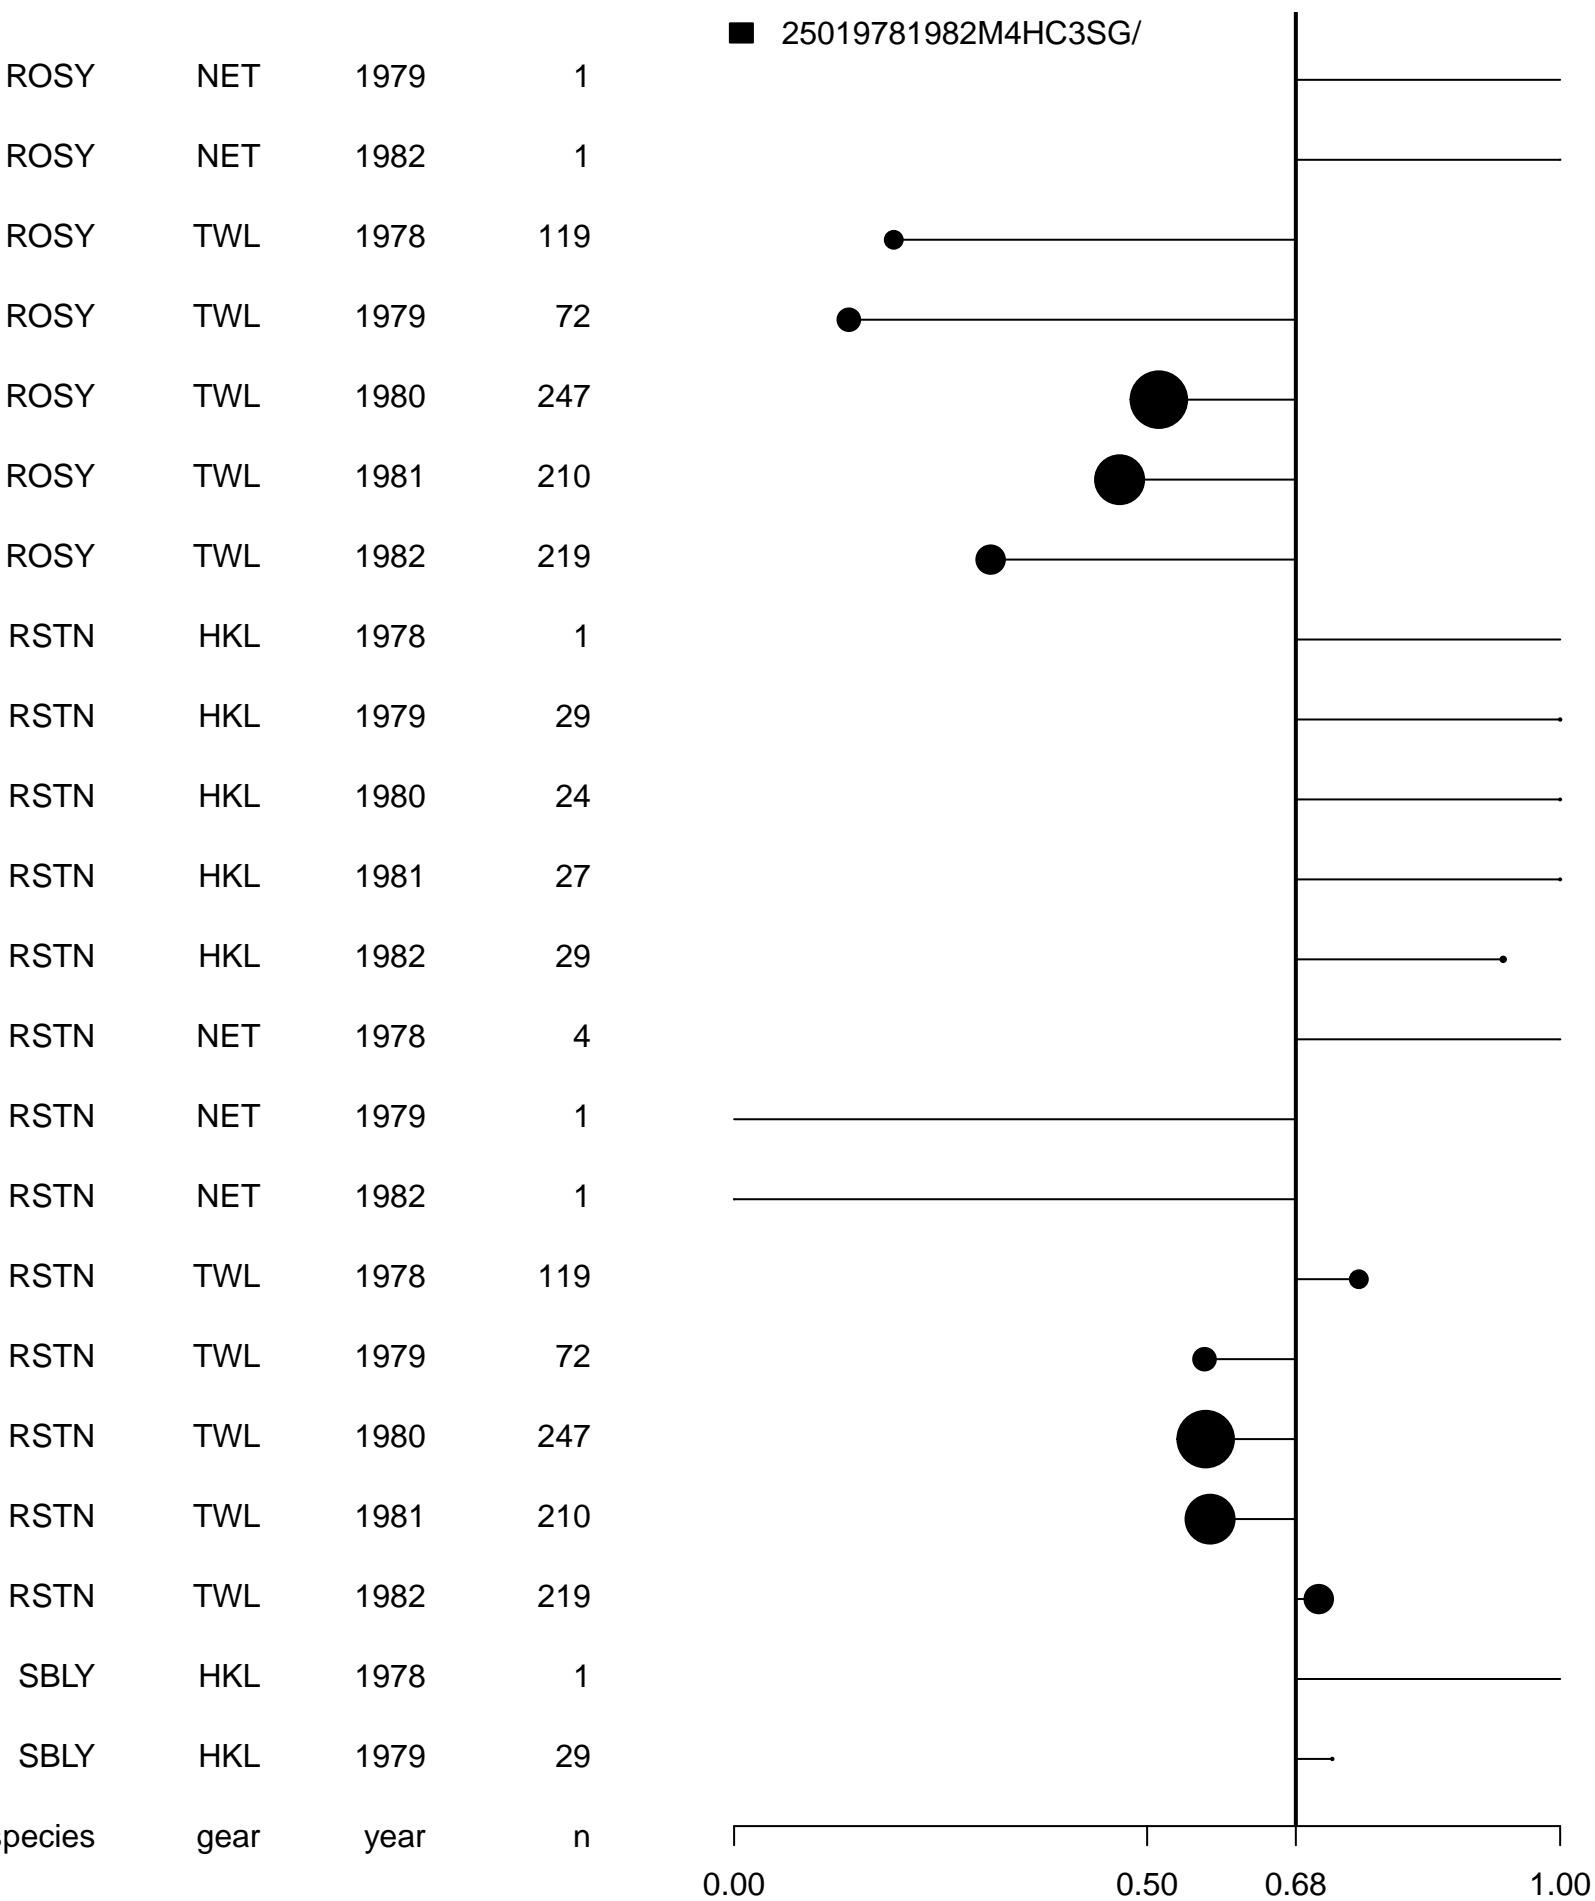 25019781982M4HC3SG/
ROSY NET 1979 1
ROSY NET 1982 1
ROSY TWL 1978 119
ROSY TWL 1979 72
ROSY TWL 1980 247
ROSY TWL 1981 210
ROSY TWL 1982 219
RSTN HKL 1978 1
RSTN HKL 1979 29
RSTN HKL 1980 24
RSTN HKL 1981 27
RSTN HKL 1982 29
RSTN NET 1978 4
RSTN NET 1979 1
RSTN NET 1982 1
RSTN TWL 1978 119
RSTN TWL 1979 72
RSTN TWL 1980 247
RSTN TWL 1981 210
RSTN TWL 1982 219
SBLY HKL 1978 1
SBLY HKL 1979 29
species gear year n
0.00 0.50 0.68 1.00